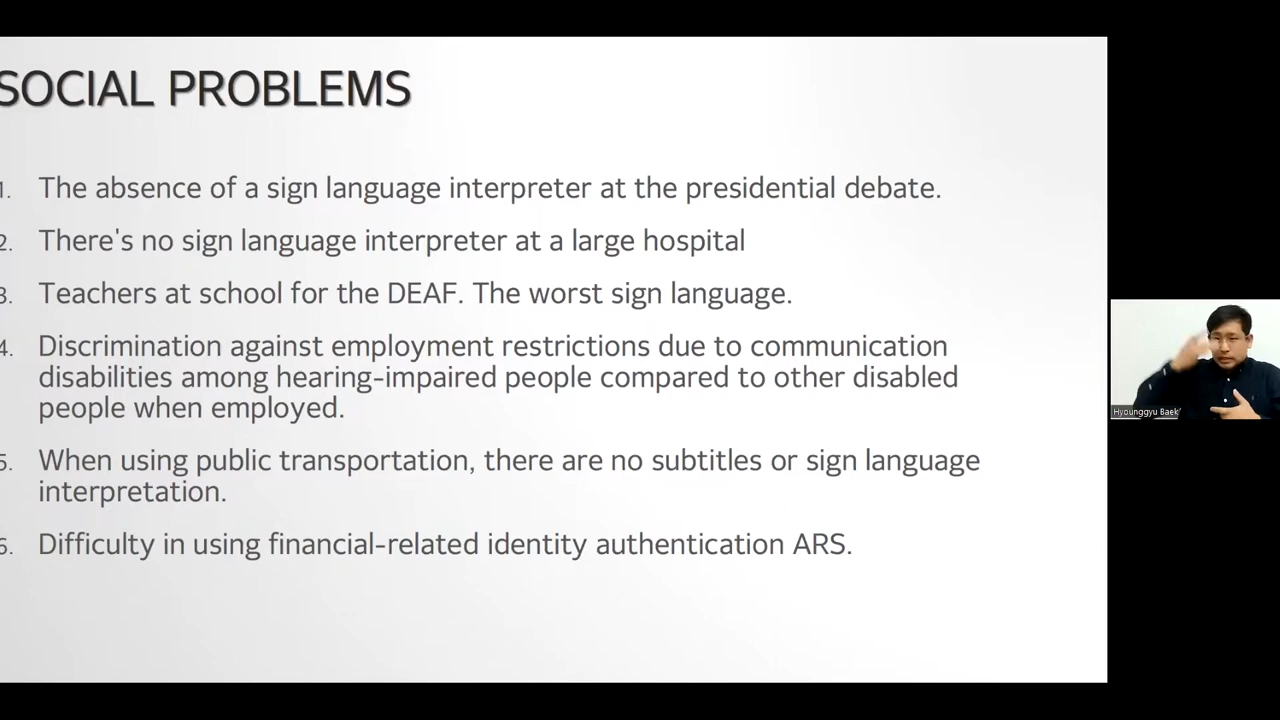 SOCIAL PROBLEMS
1. The absence of a sign language interpreter at the presidential debate.
2. There's no sign language interpreter at a large hospital
3. Teachers at school for the DEAF. The worst sign language.
4. Discrimination against employment restrictions due to communication
disabilities among hearing-impaired people compared to other disabled
people when employed.
5. When using public transportation, there are no subtitles or sign language
interpretation.
6. Difficulty in using financial-related identity authentication ARS.
Hyounggyu Baek